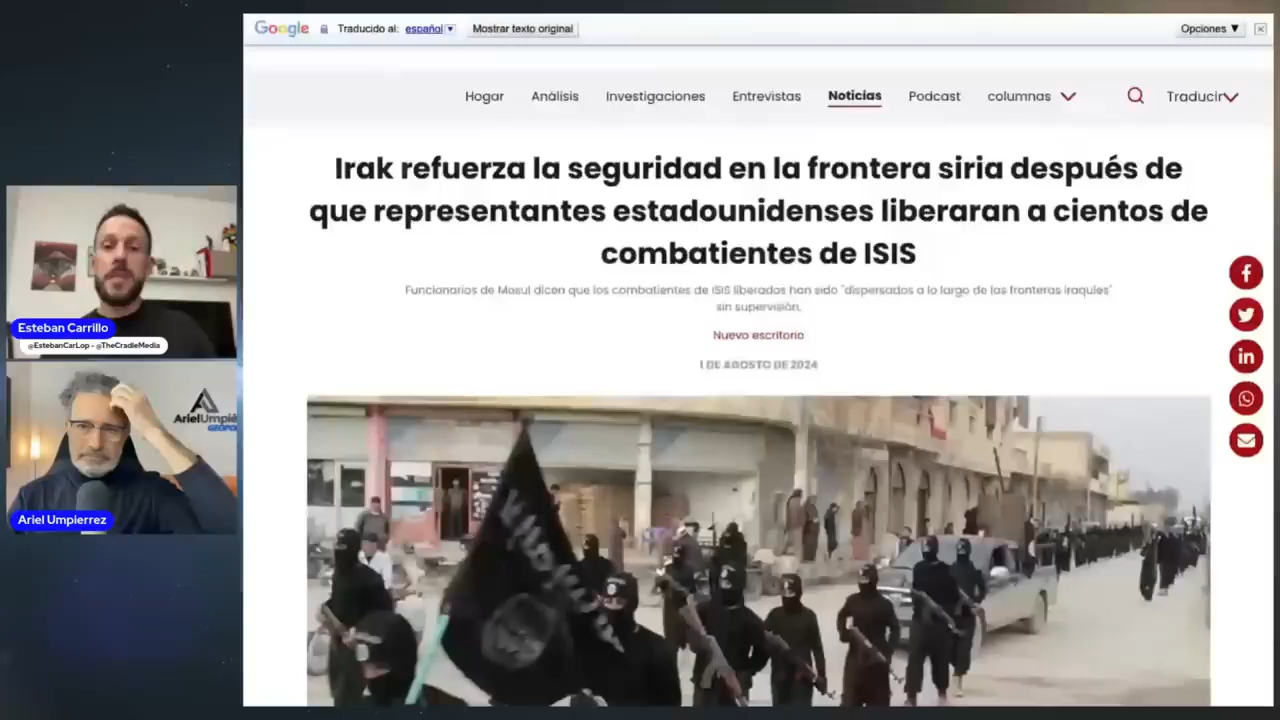 Google Traducido al: español Mostrar texto original Opciones ▼
Hogar Análisis Investigaciones Entrevistas Noticias Podcast columnas Traducir
Irak refuerza la seguridad en la frontera siria después de
que representantes estadounidenses liberaran a cientos de
combatientes de ISIS
Funcionarios de Mosul dicen que los combatientes de ISIS liberados han sido "dispersados a lo largo de las fronteras iraquíes"
sin supervisión.
Nuevo escritorio
1 DE AGOSTO DE 2024
Esteban Carrillo
@EstebanCarLop - @TheCradleMedia
ArielUmpié
Ariel Umpierrez